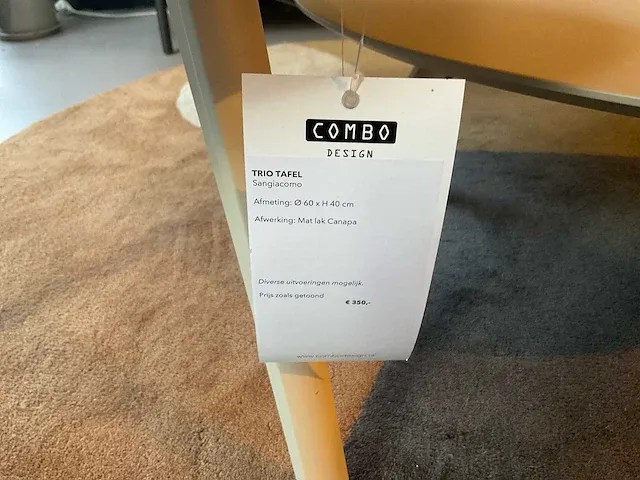 COMBO
DESIGN
TRIO TAFEL
Sangiacomo
Afmeting: Ø 60 x H 40 cm
Afwerking: Mat lak Canapa
Diverse uitvoeringen mogelijk.
Prijs zoals getoond
€ 350,-